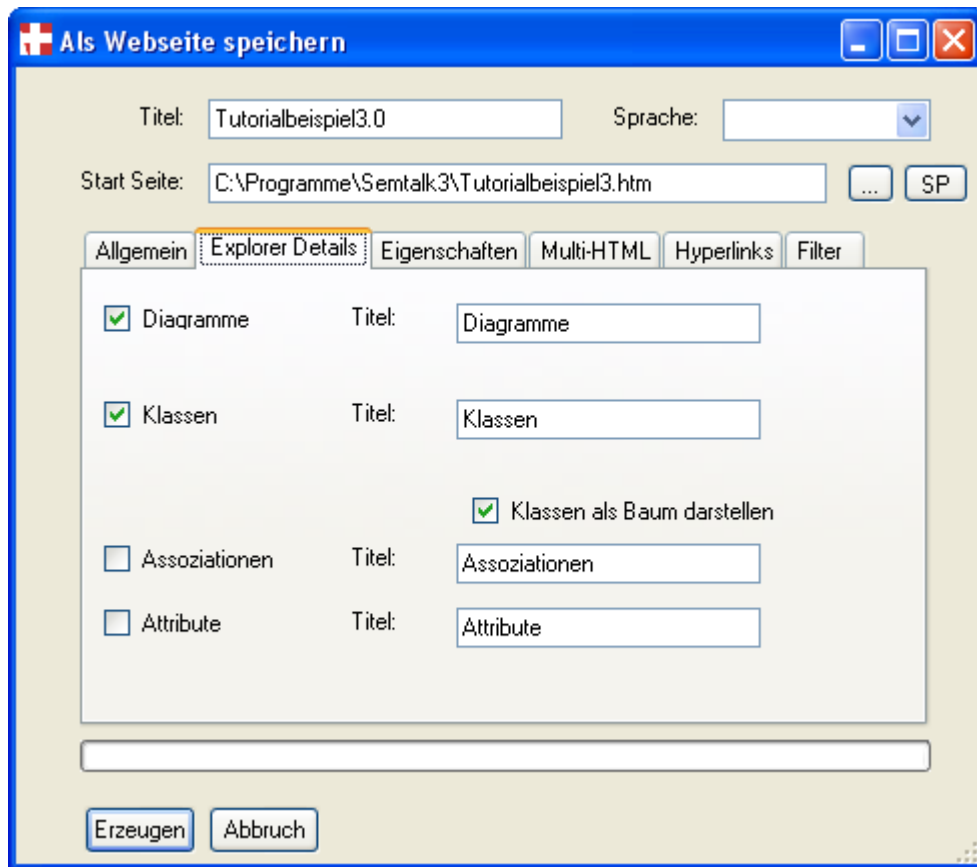 Als Webseite speichern
Titel: Tutorialbeispiel3.0 Sprache:
Start Seite: C:\Programme\Semtalk3\Tutorialbeispiel3.htm ... SP
Allgemein Explorer Details Eigenschaften Multi-HTML Hyperlinks Filter
Diagramme Titel: Diagramme
Klassen Titel: Klassen
Klassen als Baum darstellen
Assoziationen Titel: Assoziationen
Attribute Titel: Attribute
Erzeugen Abbruch